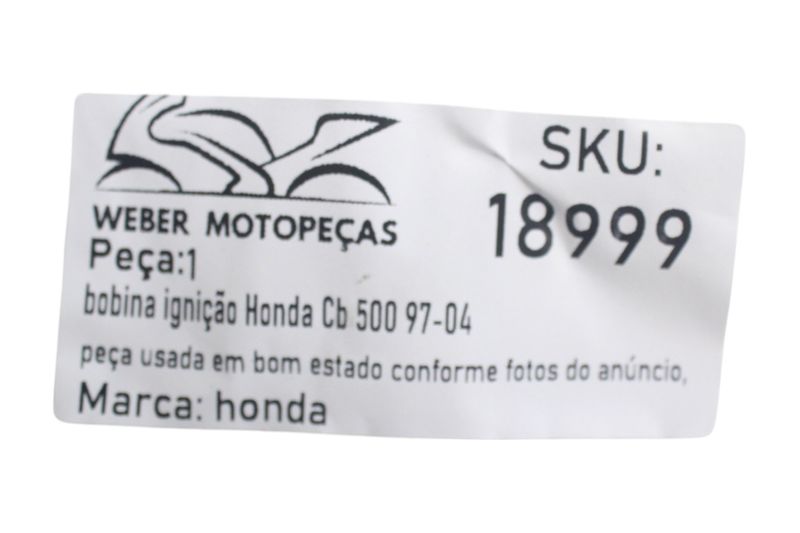 WEBER MOTOPEÇAS
SKU:
18999
Peça:1
bobina ignição Honda Cb 500 97-04
peça usada em bom estado conforme fotos do anúncio,
Marca: honda